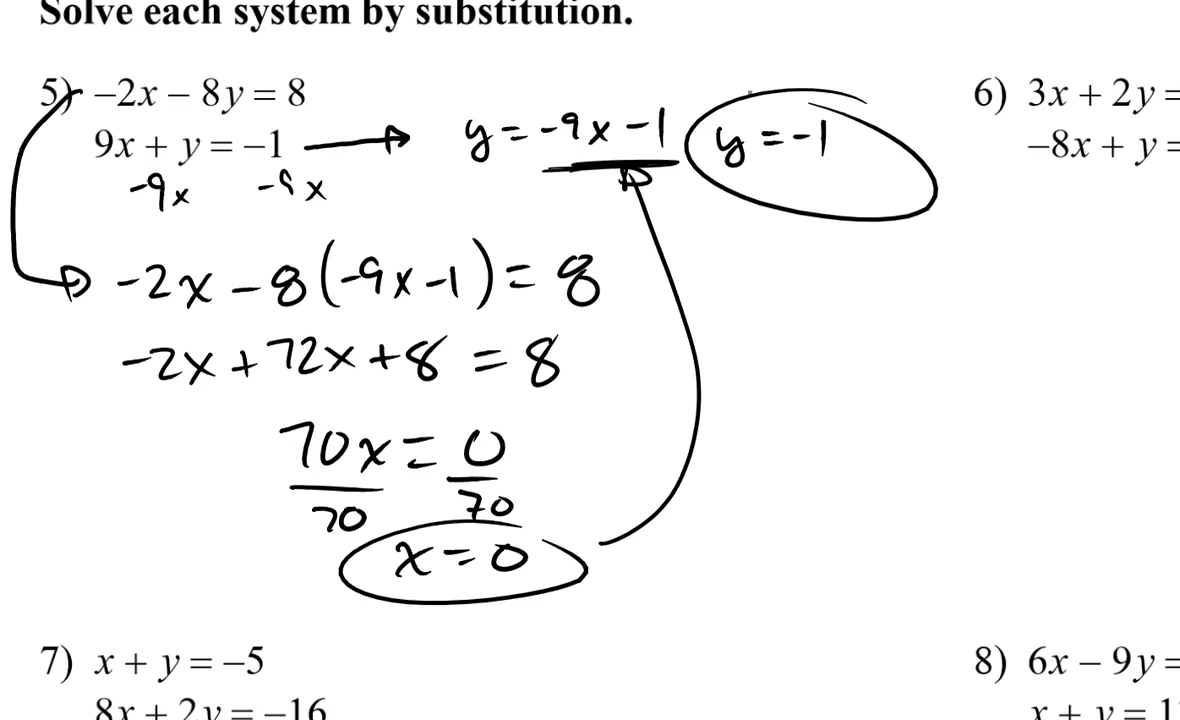 Solve each system by substitution.
5) −2x − 8y = 8
9x + y = −1
-9x -9x
y = -9x - 1
y = -1
-2x - 8(-9x - 1) = 8
-2x + 72x + 8 = 8
70x = 0
70 70
x = 0
6) 3x + 2y =
−8x + y =
7) x + y = −5
8x + 2y = −16
8) 6x − 9y =
x + y = 1